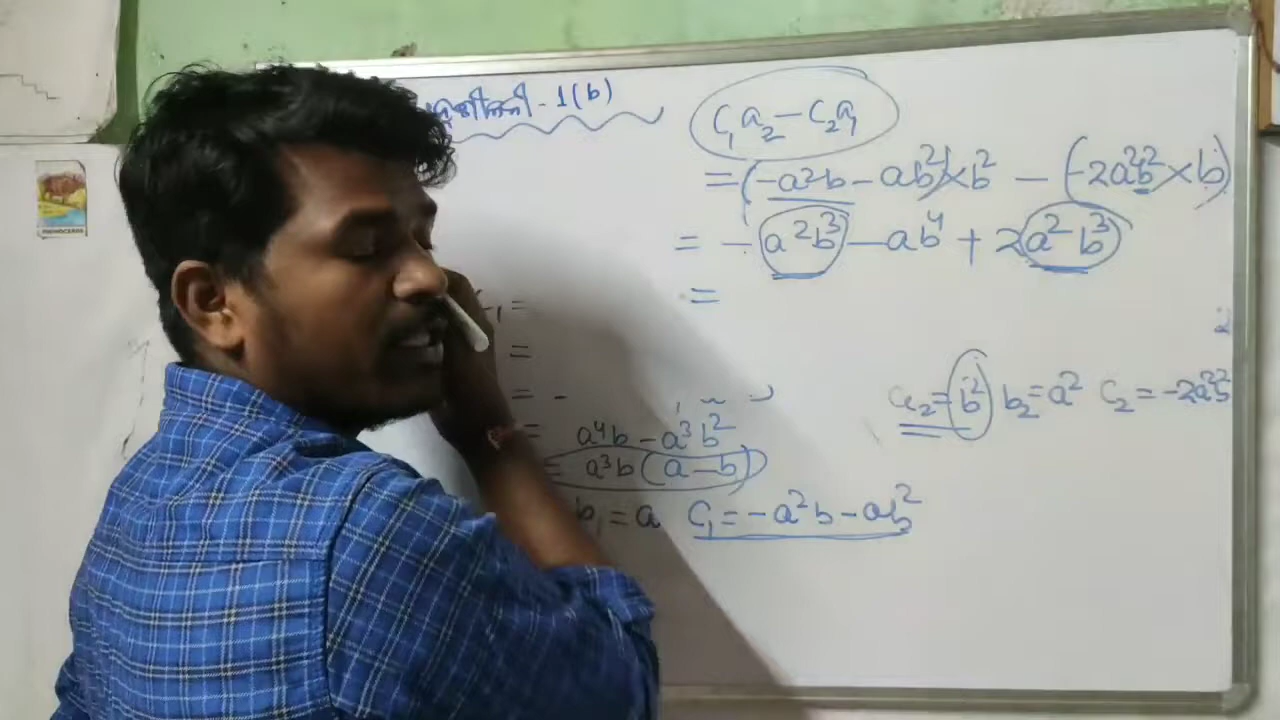 ନୁଶୀଳନୀ - 1(b)
C₁a₂ - C₂a₁
= (-a²b - ab²) × b² - (-2a²b² × b)
= - a²b³ - ab⁴ + 2a²b³
=
=
=
= -
a₂ = b² b₂ = a² C₂ = -2a²b²
= a⁴b - a³b²
= a³b (a - b)
b₁ = a C₁ = -a²b - ab²